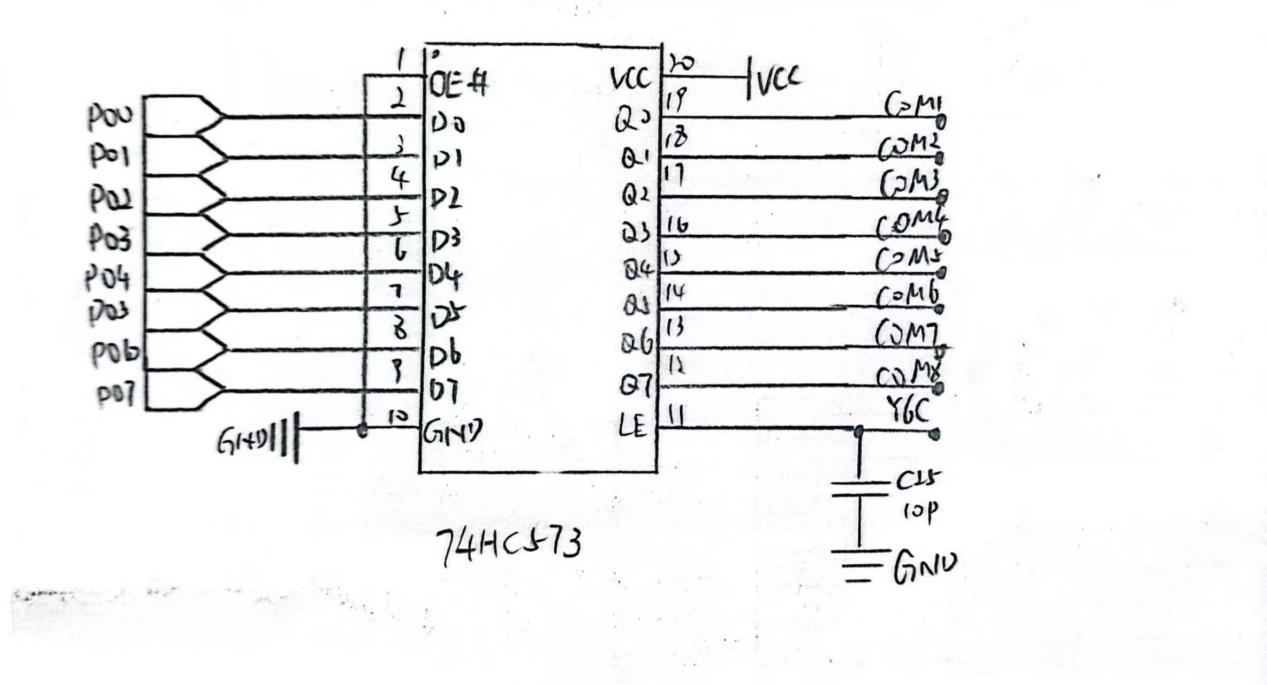 1
OE#
VCC 20 VCC
P00 2 D0 Q0 19 COM1
P01 3 D1 Q1 18 COM2
P02 4 D2 Q2 17 COM3
P03 5 D3 Q3 16 COM4
P04 6 D4 Q4 15 COM5
P05 7 D5 Q5 14 COM6
P06 8 D6 Q6 13 COM7
P07 9 D7 Q7 12 COM8
GND 10 GND LE 11 Y6C
C15
10P
GND
74HC573